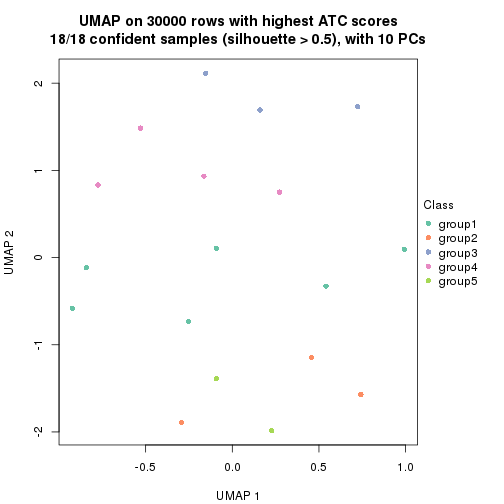 UMAP on 30000 rows with highest ATC scores
18/18 confident samples (silhouette > 0.5), with 10 PCs
UMAP 2
2
1
0
-1
-2
-0.5
0.0
0.5
1.0
UMAP 1
Class
group1
group2
group3
group4
group5